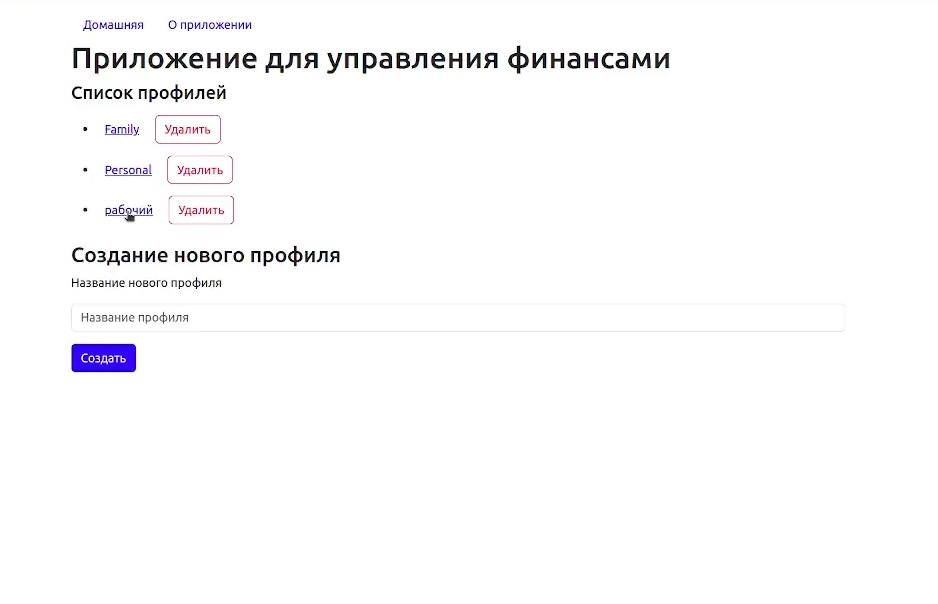 Домашняя О приложении
Приложение для управления финансами
Список профилей
Family Удалить
Personal Удалить
рабочий Удалить
Создание нового профиля
Название нового профиля
Название профиля
Создать